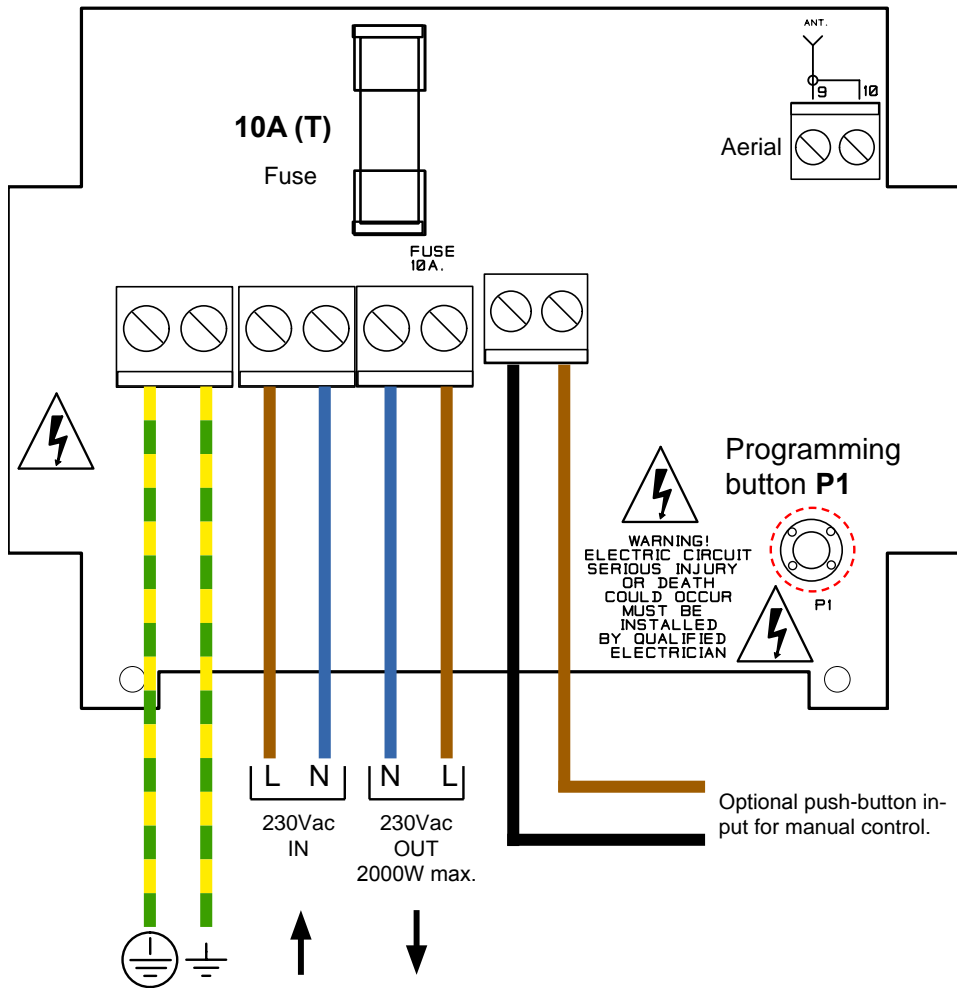 ANT.
9 10
Aerial
10A (T)
Fuse
FUSE
10A.
Programming
button P1
WARNING!
ELECTRIC CIRCUIT
SERIOUS INJURY
OR DEATH
COULD OCCUR
MUST BE
INSTALLED
BY QUALIFIED
ELECTRICIAN
P1
L N N L
230Vac
IN
230Vac
OUT
2000W max.
Optional push-button in-
put for manual control.